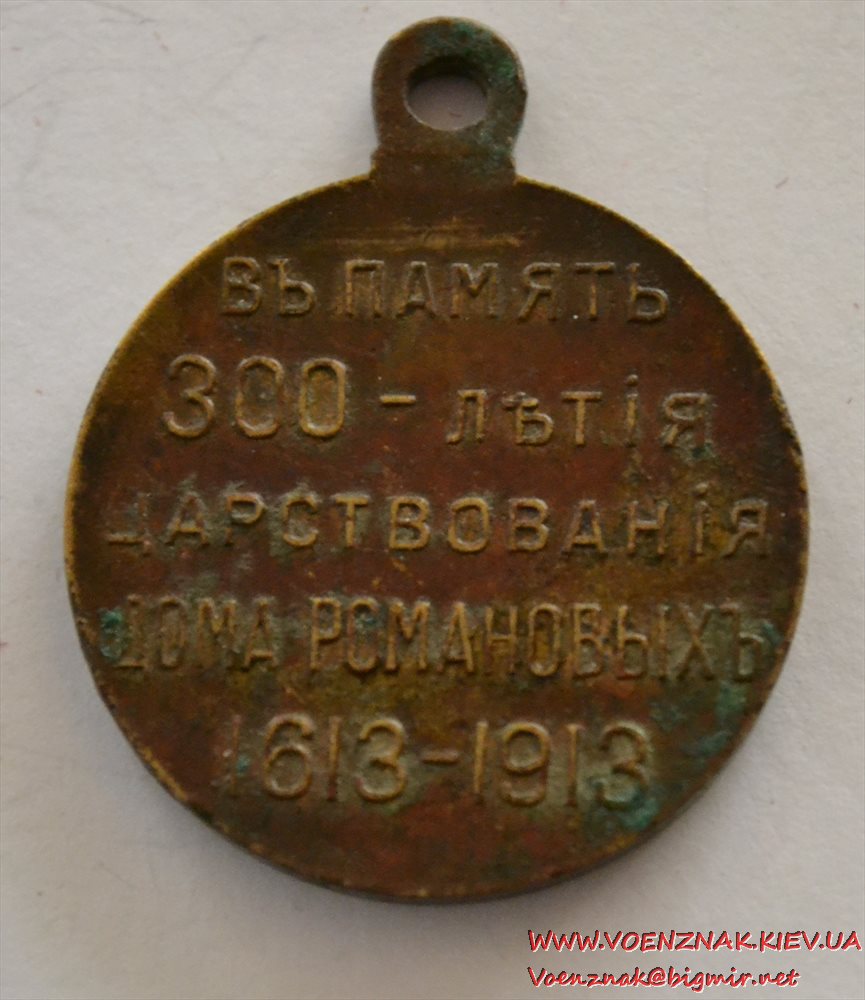 ВЪ ПАМЯТЬ
300-лѣтія
ЦАРСТВОВАНІЯ
ДОМА РОМАНОВЫХЪ
1613-1913
WWW.VOENZNAK.KIEV.UA
Voenznak@bigmir.net